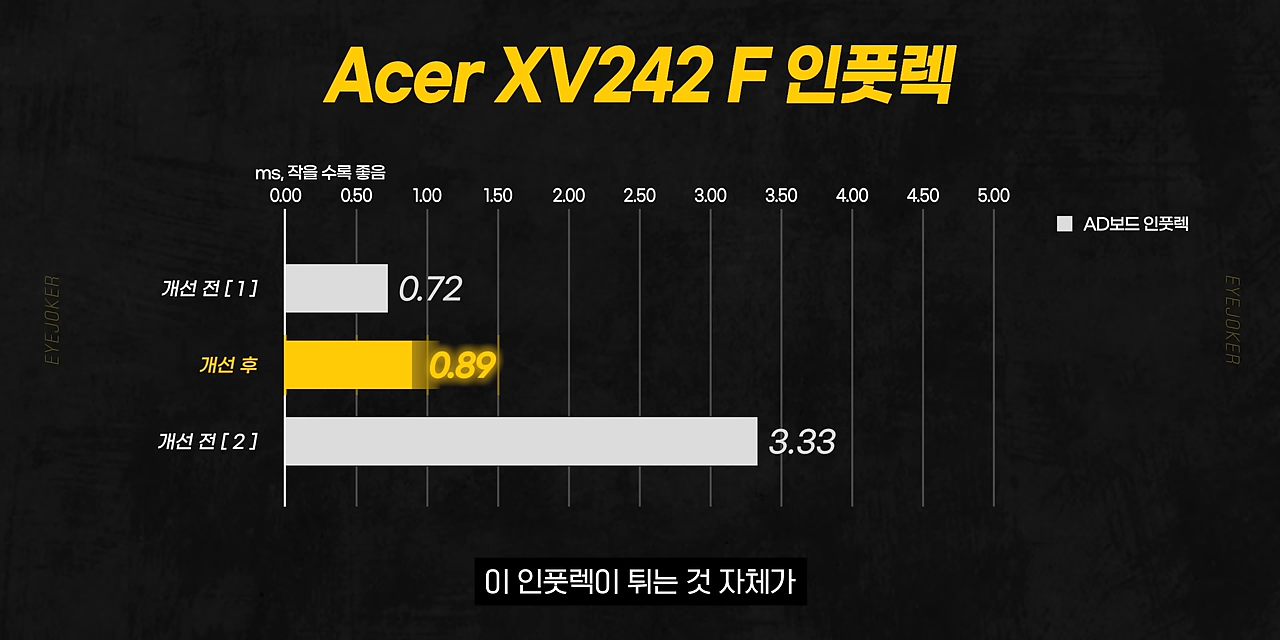 Acer XV242 F 인풋렉
ms, 작을 수록 좋음
0.00 0.50 1.00 1.50 2.00 2.50 3.00 3.50 4.00 4.50 5.00
AD보드 인풋렉
개선 전 [ 1 ] 0.72
개선 후 0.89
개선 전 [ 2 ] 3.33
EYEJOKER
EYEJOKER
이 인풋렉이 튀는 것 자체가